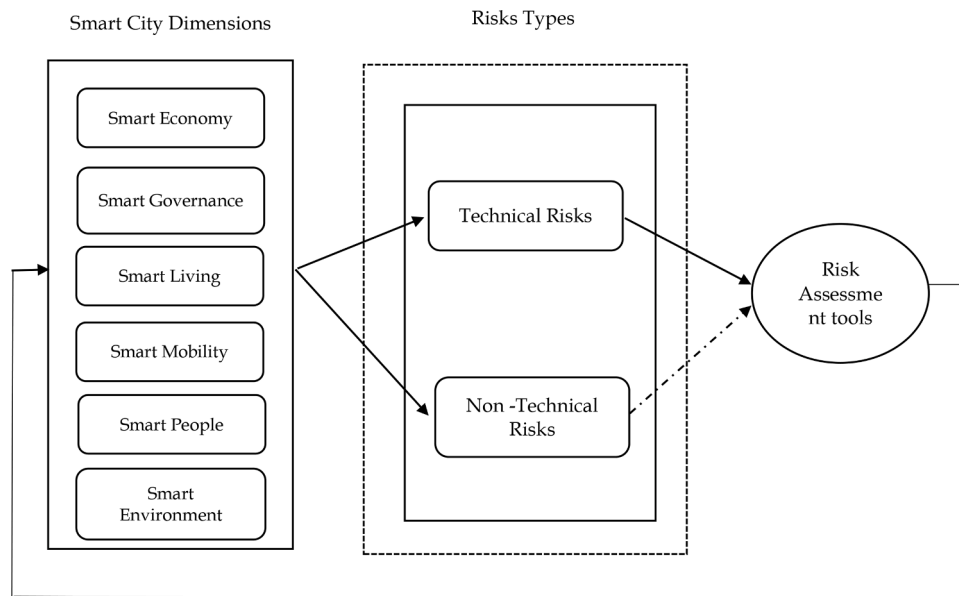 Smart City Dimensions
Risks Types
Smart Economy
Smart Governance
Smart Living
Smart Mobility
Smart People
Smart
Environment
Technical Risks
Non -Technical
Risks
Risk
Assessme
nt tools